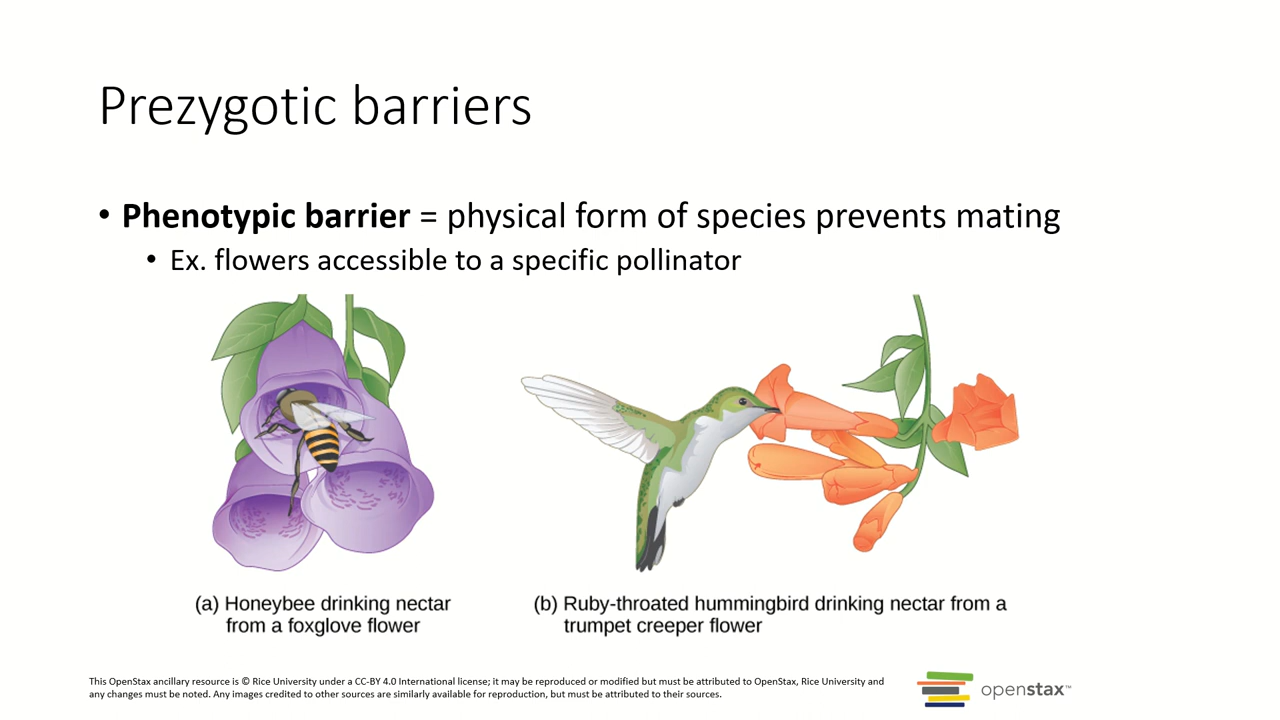 Prezygotic barriers
• Phenotypic barrier = physical form of species prevents mating
• Ex. flowers accessible to a specific pollinator
(a) Honeybee drinking nectar
from a foxglove flower
(b) Ruby-throated hummingbird drinking nectar from a
trumpet creeper flower
This OpenStax ancillary resource is © Rice University under a CC-BY 4.0 International license; it may be reproduced or modified but must be attributed to OpenStax, Rice University and
any changes must be noted. Any images credited to other sources are similarly available for reproduction, but must be attributed to their sources.
openstax™